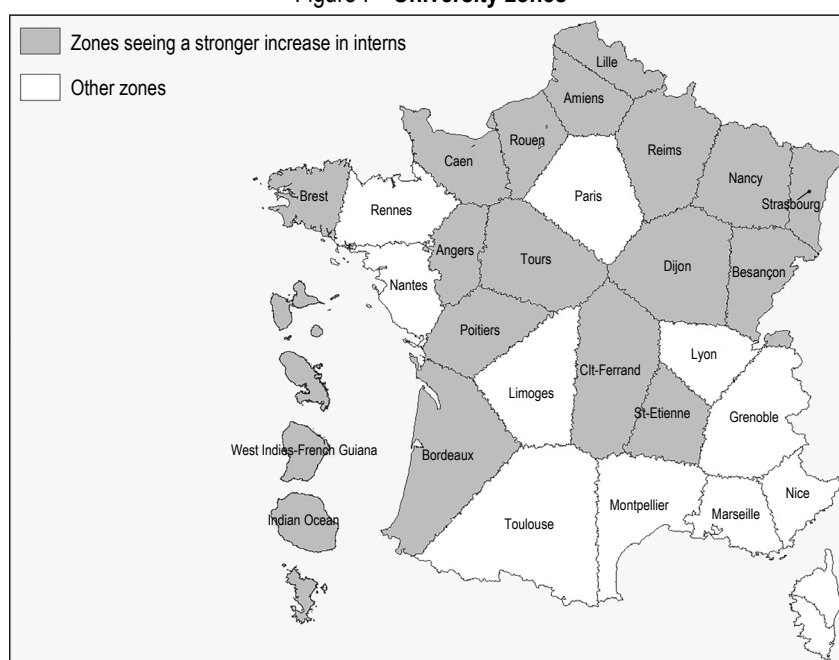 Figure I – University zones
Zones seeing a stronger increase in interns
Other zones
Lille
Amiens
Rouen
Caen
Reims
Nancy
Strasbourg
Paris
Brest
Rennes
Angers
Tours
Dijon
Besançon
Nantes
Poitiers
Lyon
Clt-Ferrand
Limoges
St-Etienne
Grenoble
West Indies-French Guiana
Bordeaux
Nice
Montpellier
Marseille
Indian Ocean
Toulouse